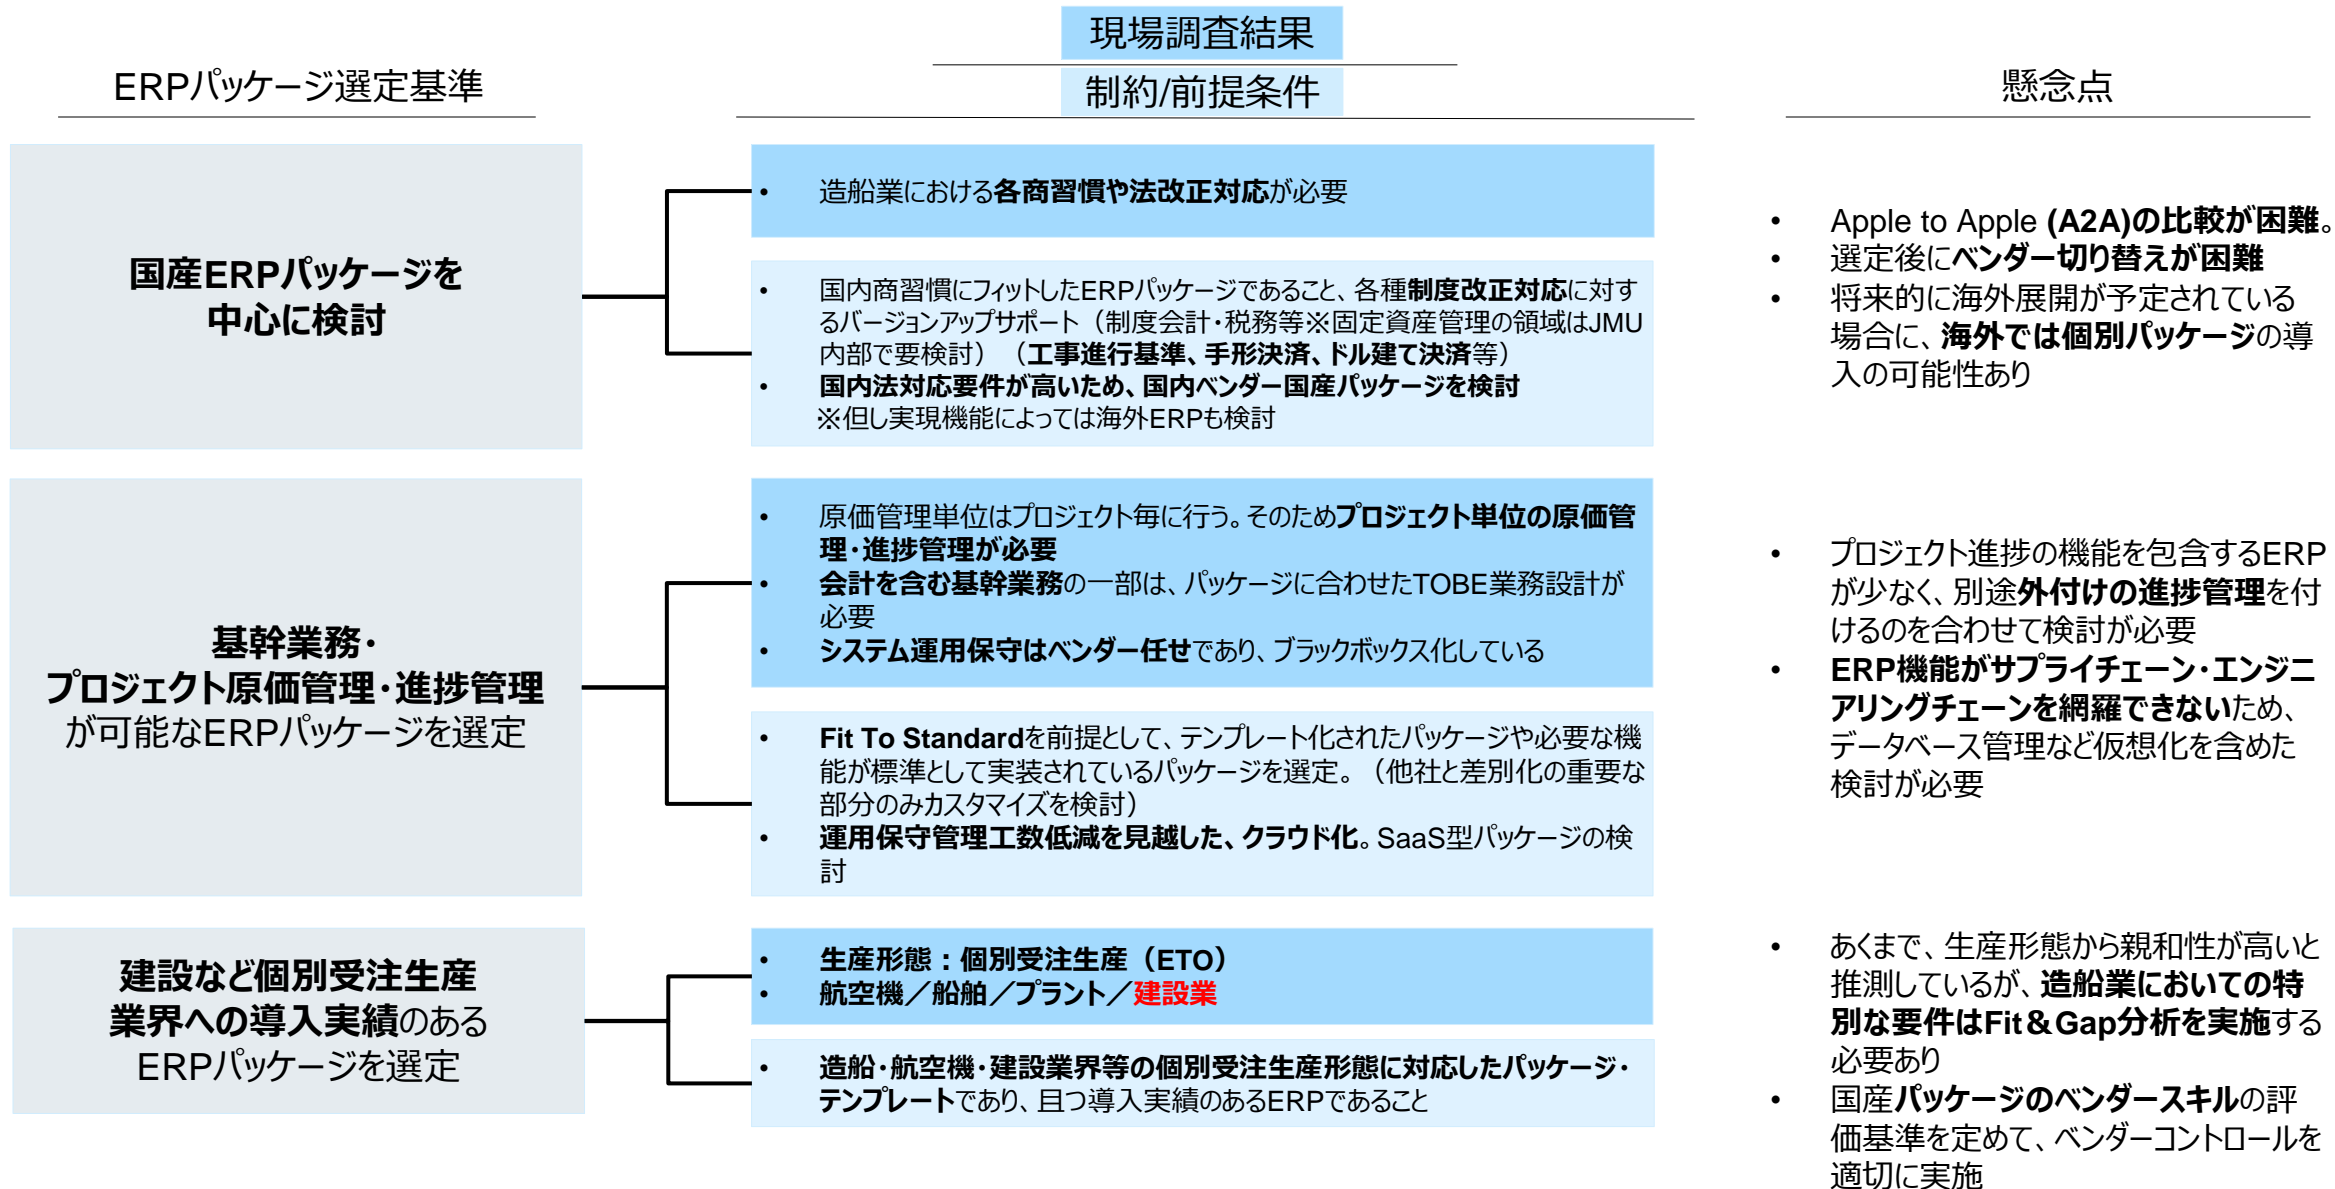 ERPパッケージ選定基準
現場調査結果
制約/前提条件
懸念点
国産ERPパッケージを
中心に検討
• 造船業における各商習慣や法改正対応が必要
• 国内商習慣にフィットしたERPパッケージであること、各種制度改正対応に対す
るバージョンアップサポート（制度会計・税務等※固定資産管理の領域はJMU
内部で要検討）（工事進行基準、手形決済、ドル建て決済等）
• 国内法対応要件が高いため、国内ベンダー国産パッケージを検討
※但し実現機能によっては海外ERPも検討
• Apple to Apple (A2A)の比較が困難。
• 選定後にベンダー切り替えが困難
• 将来的に海外展開が予定されている
場合に、海外では個別パッケージの導
入の可能性あり
基幹業務・
プロジェクト原価管理・進捗管理
が可能なERPパッケージを選定
• 原価管理単位はプロジェクト毎に行う。そのためプロジェクト単位の原価管
理・進捗管理が必要
• 会計を含む基幹業務の一部は、パッケージに合わせたTOBE業務設計が
必要
• システム運用保守はベンダー任せであり、ブラックボックス化している
• Fit To Standardを前提として、テンプレート化されたパッケージや必要な機
能が標準として実装されているパッケージを選定。（他社と差別化の重要な
部分のみカスタマイズを検討）
• 運用保守管理工数低減を見越した、クラウド化。SaaS型パッケージの検
討
• プロジェクト進捗の機能を包含するERP
が少なく、別途外付けの進捗管理を付
けるのを合わせて検討が必要
• ERP機能がサプライチェーン・エンジニ
アリングチェーンを網羅できないため、
データベース管理など仮想化を含めた
検討が必要
建設など個別受注生産
業界への導入実績のある
ERPパッケージを選定
• 生産形態：個別受注生産（ETO）
• 航空機／船舶／プラント／建設業
• 造船・航空機・建設業界等の個別受注生産形態に対応したパッケージ・
テンプレートであり、且つ導入実績のあるERPであること
• あくまで、生産形態から親和性が高いと
推測しているが、造船業においての特
別な要件はFit＆Gap分析を実施する
必要あり
• 国産パッケージのベンダースキルの評
価基準を定めて、ベンダーコントロールを
適切に実施